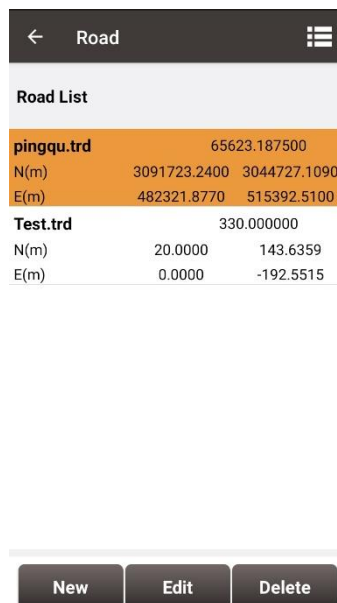 Road
Road List
pingqu.trd 65623.187500
N(m) 3091723.2400 3044727.1090
E(m) 482321.8770 515392.5100
Test.trd 330.000000
N(m) 20.0000 143.6359
E(m) 0.0000 -192.5515
New Edit Delete